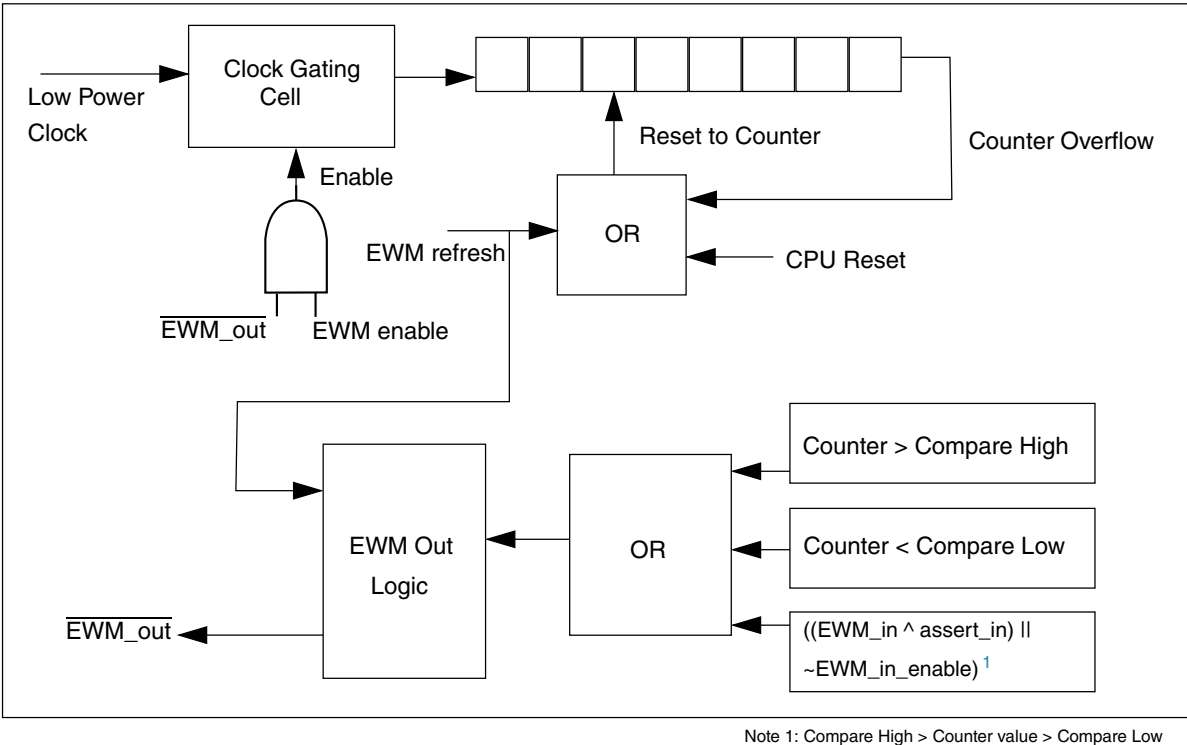 Low Power
Clock
Clock Gating
Cell
Enable
EWM_out
EWM enable
Reset to Counter
Counter Overflow
EWM refresh
OR
CPU Reset
Counter > Compare High
EWM Out
Logic
OR
Counter < Compare Low
EWM_out
((EWM_in ^ assert_in) ||
~EWM_in_enable) 1
Note 1: Compare High > Counter value > Compare Low